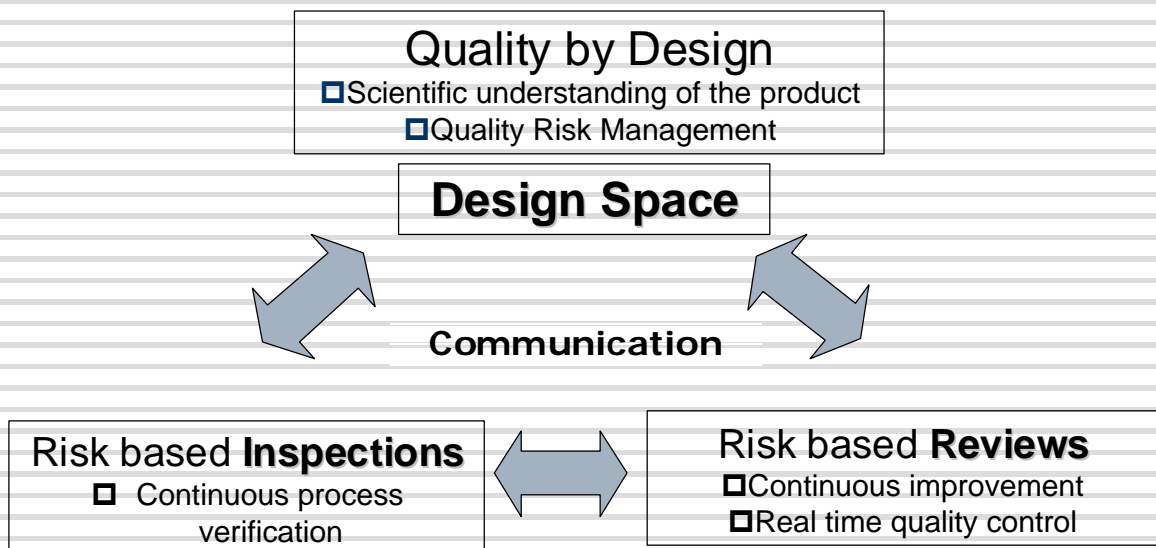 Quality by Design
Scientific understanding of the product
Quality Risk Management
Design Space
Communication
Risk based Inspections
Continuous process
verification
Risk based Reviews
Continuous improvement
Real time quality control